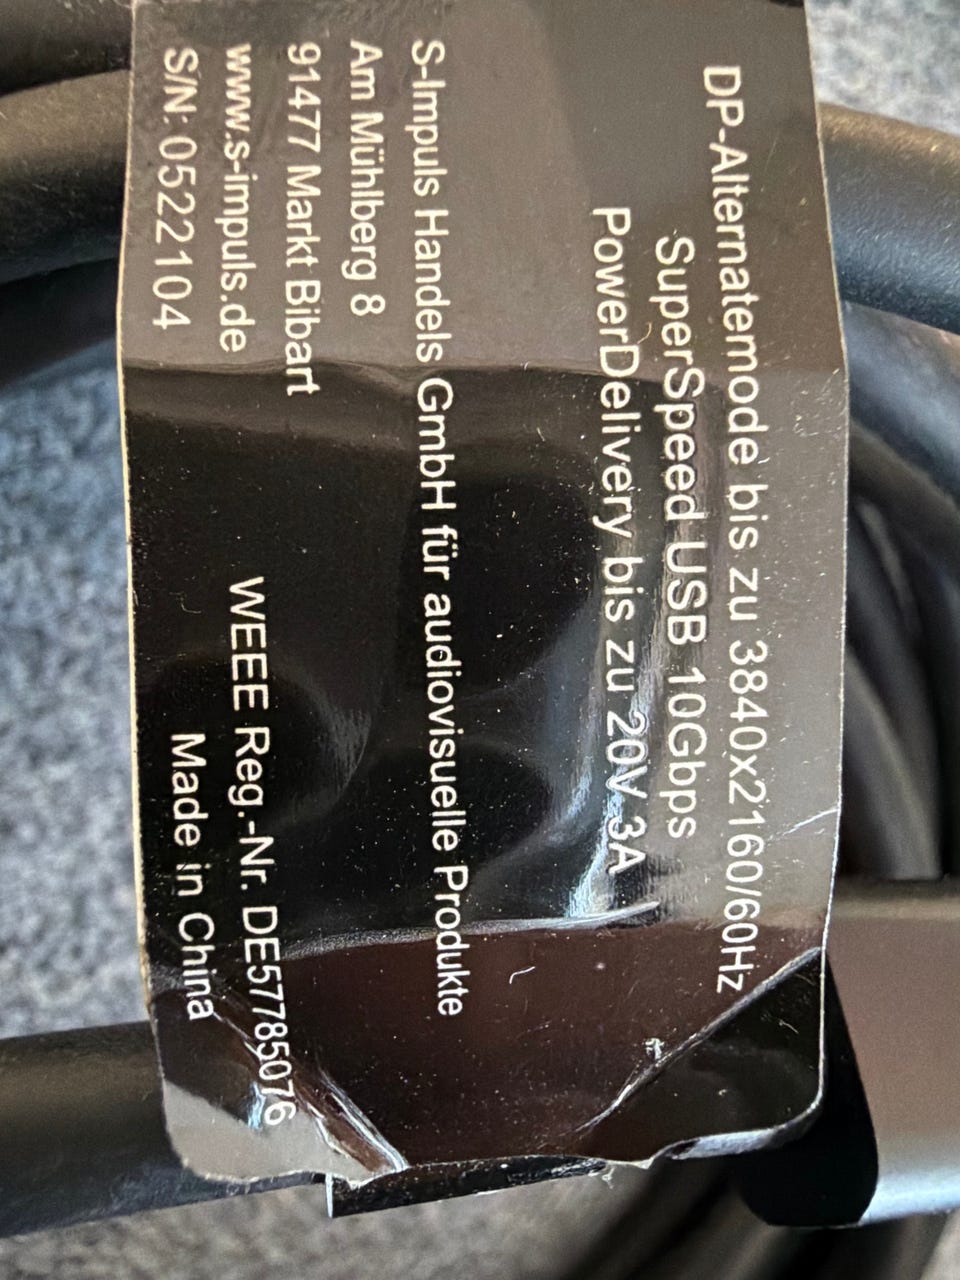 DP-Alternatemode bis zu 3840x2160/60Hz
SuperSpeed USB 10Gbps
PowerDelivery bis zu 20V 3A
S-Impuls Handels GmbH für audiovisuelle Produkte
Am Mühlberg 8
91477 Markt Bibart
www.s-impuls.de
S/N: 0522104
WEEE Reg.-Nr. DE57785076
Made in China